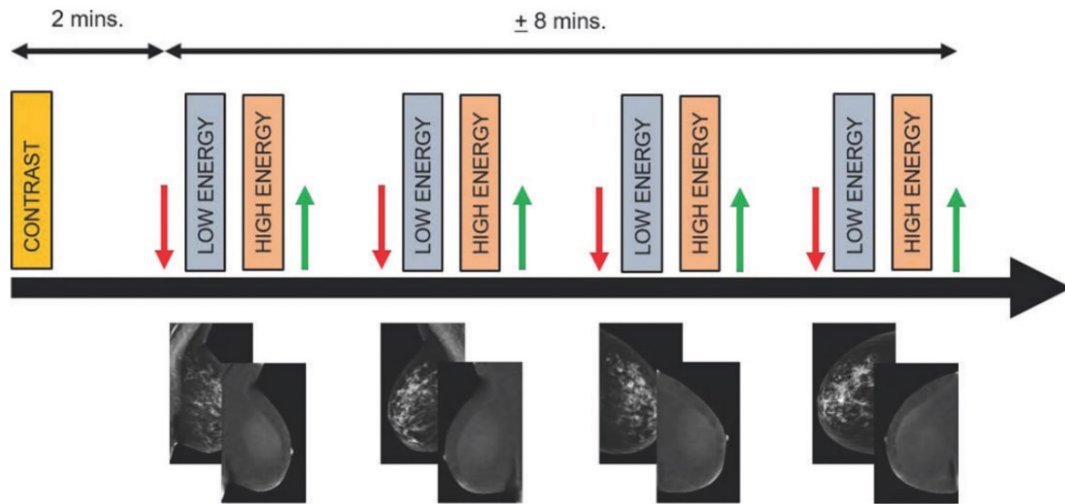 2 mins.
± 8 mins.
CONTRAST
LOW ENERGY
HIGH ENERGY
LOW ENERGY
HIGH ENERGY
LOW ENERGY
HIGH ENERGY
LOW ENERGY
HIGH ENERGY